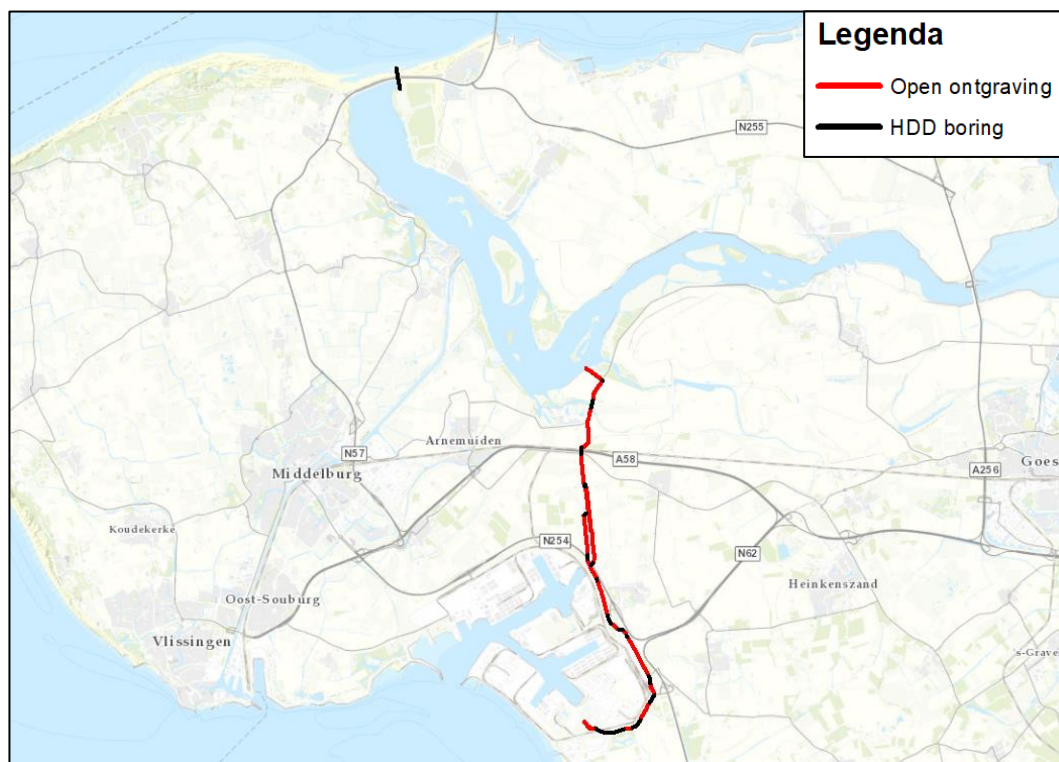 Legenda
Open ontgraving
HDD boring
N255
Arnemuiden
N57
Middelburg
A58
Goes
A256
Koudekerke
N254
N62
Heinkenszand
Oost-Souburg
Vlissingen
s-Grave